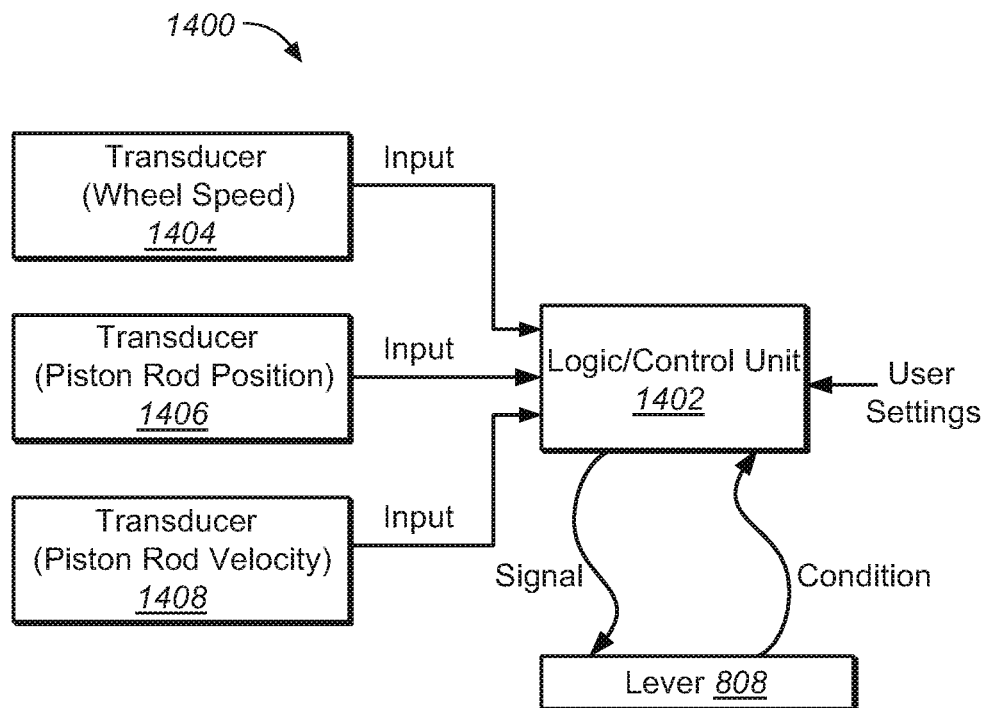 1400
Transducer
(Wheel Speed)
1404
Input
Transducer
(Piston Rod Position)
1406
Input
Transducer
(Piston Rod Velocity)
1408
Input
Logic/Control Unit
1402
User
Settings
Signal
Condition
Lever 808